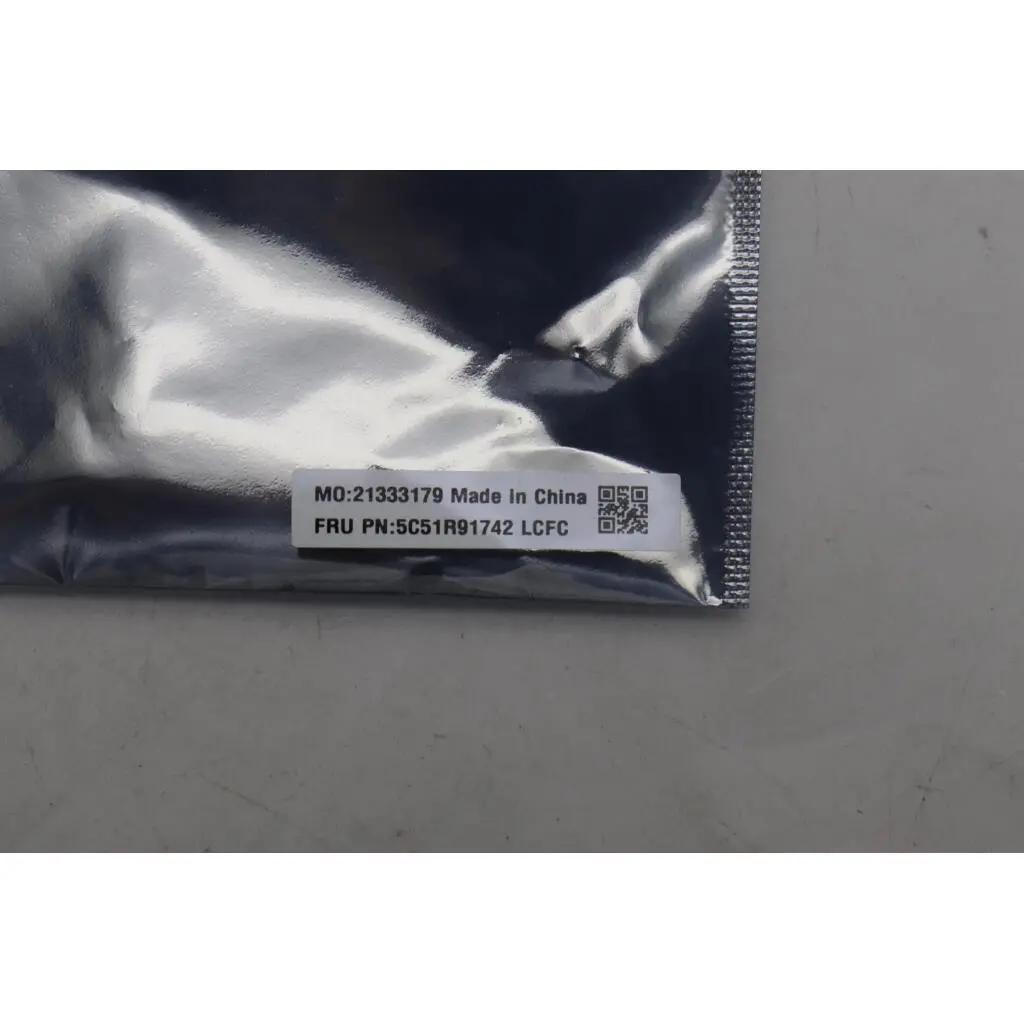 MO:21333179 Made in China
FRU PN:5C51R91742 LCFC